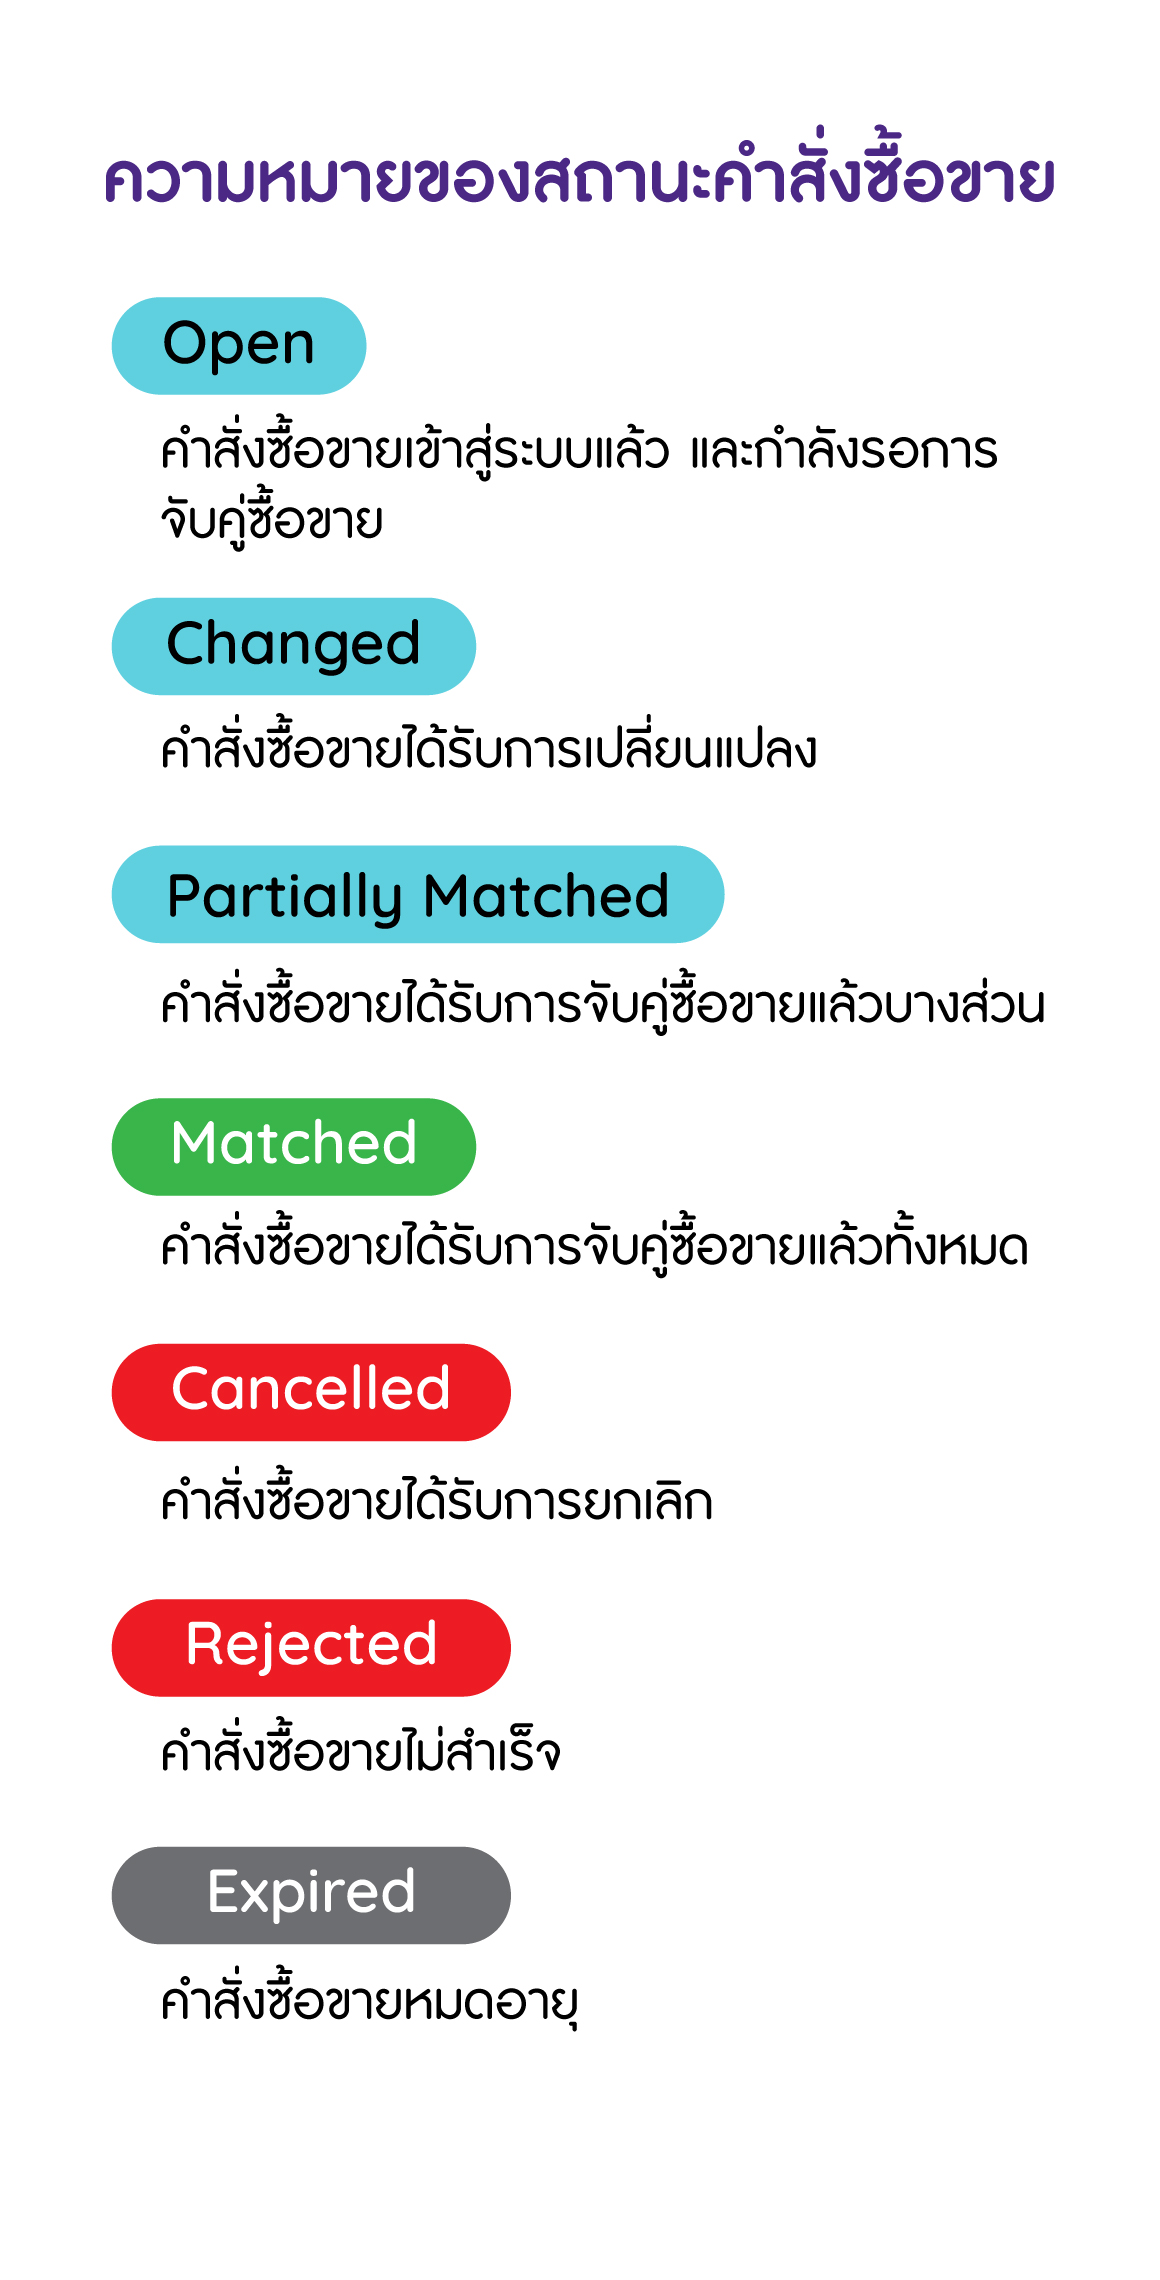 ความหมายของสถานะคำสั่งซื้อขาย
Open
คำสั่งซื้อขายเข้าสู่ระบบแล้ว และกำลังรอการ
จับคู่ซื้อขาย
Changed
คำสั่งซื้อขายได้รับการเปลี่ยนแปลง
Partially Matched
คำสั่งซื้อขายได้รับการจับคู่ซื้อขายแล้วบางส่วน
Matched
คำสั่งซื้อขายได้รับการจับคู่ซื้อขายแล้วทั้งหมด
Cancelled
คำสั่งซื้อขายได้รับการยกเลิก
Rejected
คำสั่งซื้อขายไม่สำเร็จ
Expired
คำสั่งซื้อขายหมดอายุ